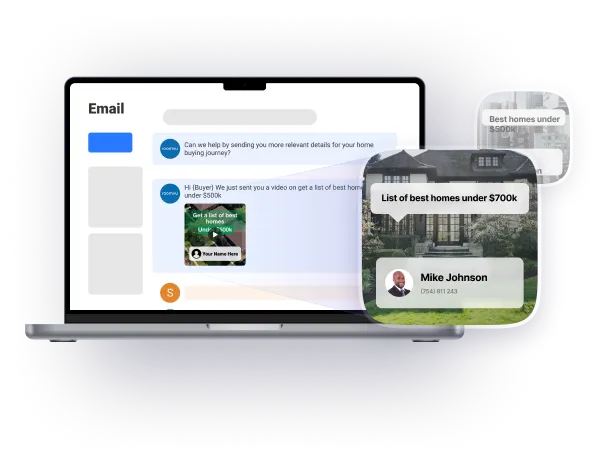 Email
Can we help by sending you more relevant details for your home
buying journey?
Hi {Buyer} We just sent you a video on get a list of best home
under $500k
Get a list of best
homes
Under $500k
Your Name Here
S
Best homes under
$500k
List of best homes under $700k
Mike Johnson
(754) 811 243